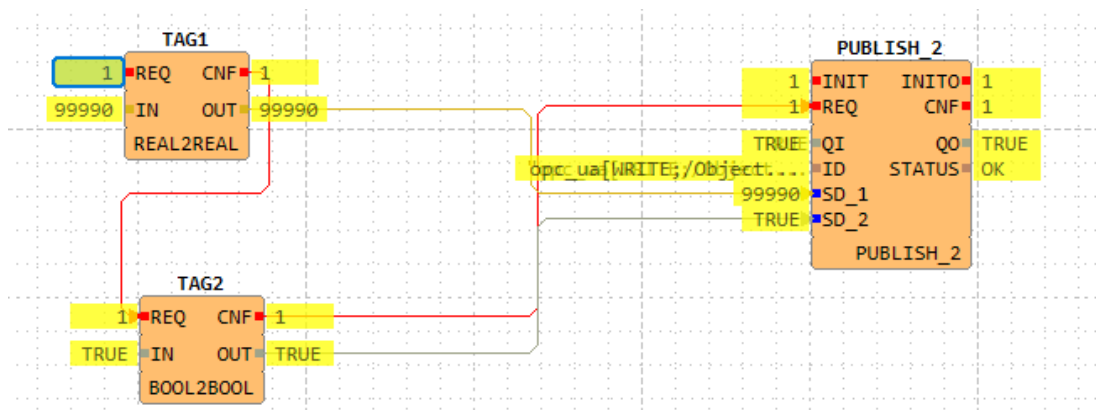 TAG1
1 REQ CNF 1
99990 IN OUT 99990
REAL2REAL
TAG2
1 REQ CNF 1
TRUE IN OUT TRUE
BOOL2BOOL
PUBLISH_2
1 INIT INITO 1
1 REQ CNF 1
TRUE QI QO TRUE
"opc_ua[WRITE;/Object.... ID STATUS OK
99990 SD_1
TRUE SD_2
PUBLISH_2